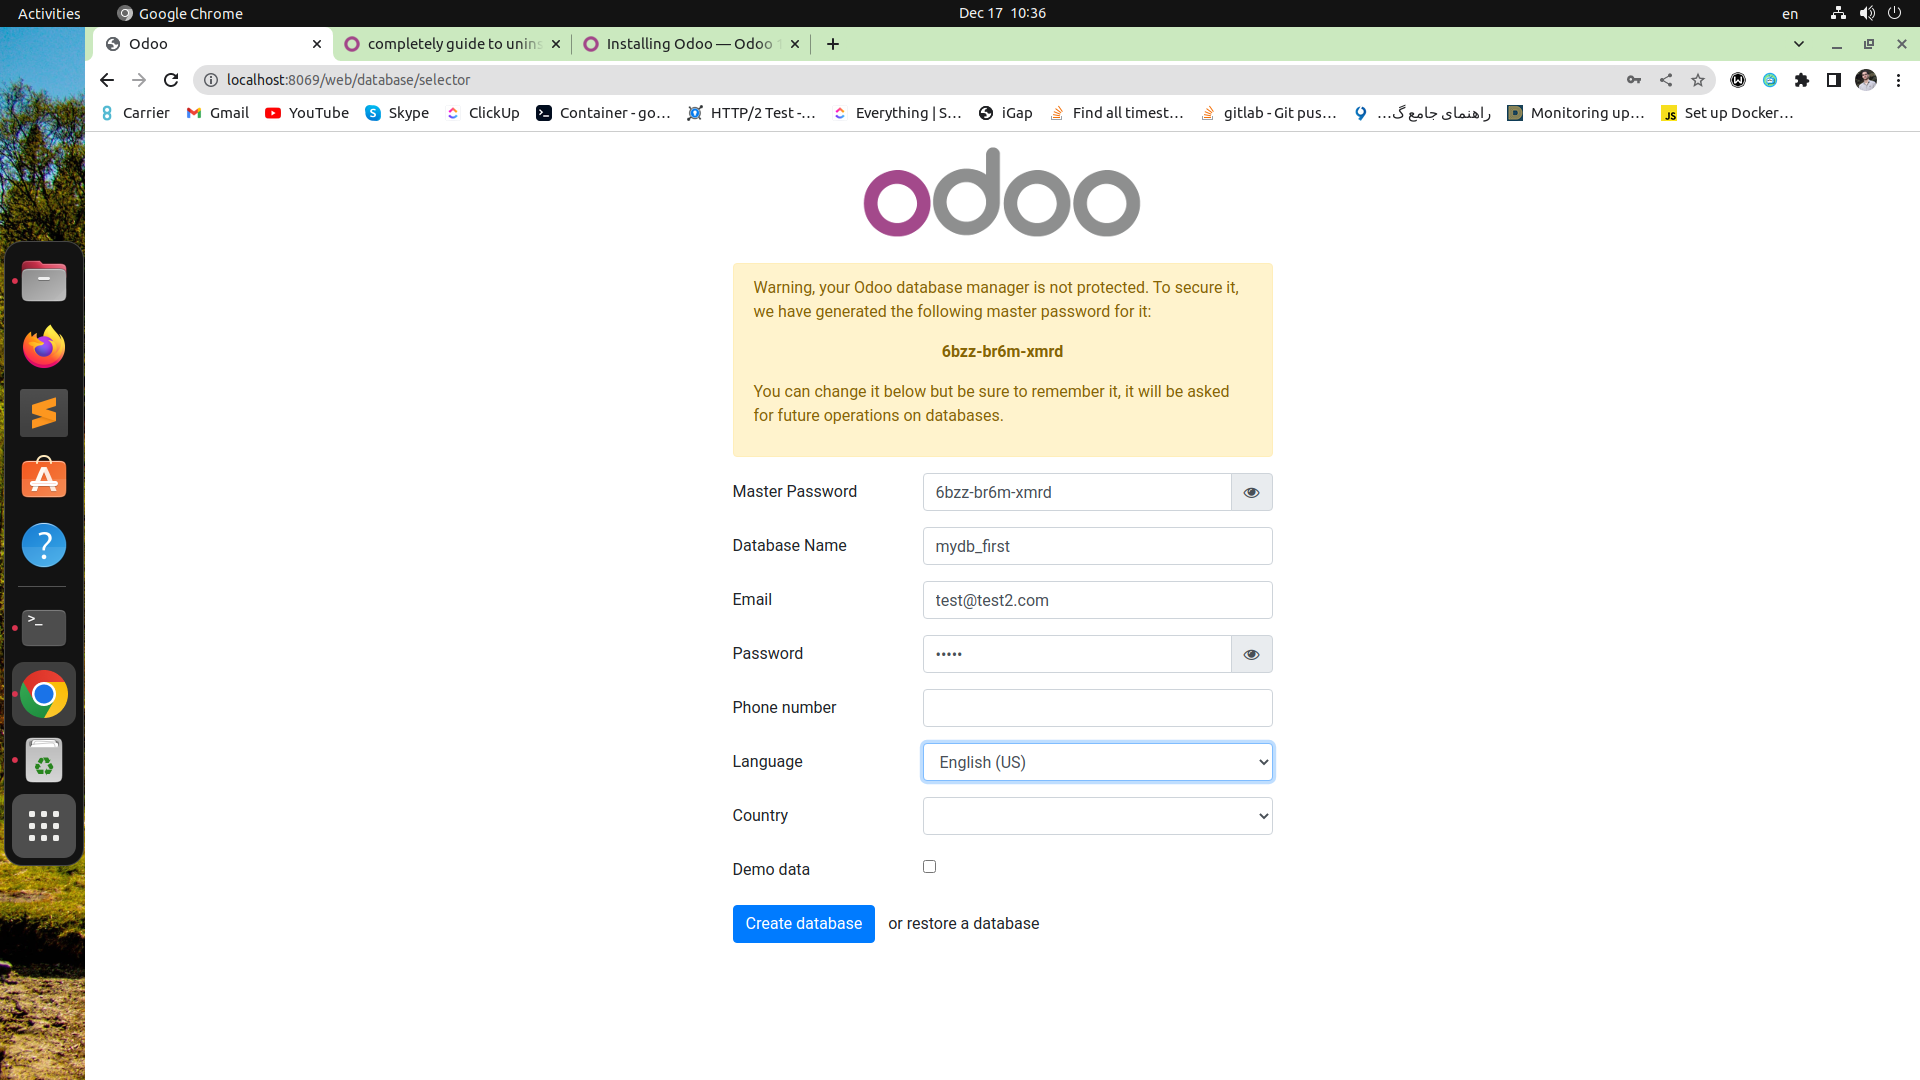 Activities
Google Chrome
Dec 17 10:36
en
Odoo
completely guide to unins
Installing Odoo — Odoo 1
localhost:8069/web/database/selector
Carrier
Gmail
YouTube
Skype
ClickUp
Container - go...
HTTP/2 Test -...
Everything | S...
iGap
Find all timest...
gitlab - Git pus...
راهنمای جامع گ...
Monitoring up...
JS
Set up Docker...
odoo
Warning, your Odoo database manager is not protected. To secure it,
we have generated the following master password for it:
6bzz-br6m-xmrd
You can change it below but be sure to remember it, it will be asked
for future operations on databases.
Master Password
6bzz-br6m-xmrd
Database Name
mydb_first
Email
test@test2.com
Password
•••••
Phone number
Language
English (US)
Country
Demo data
Create database
or restore a database